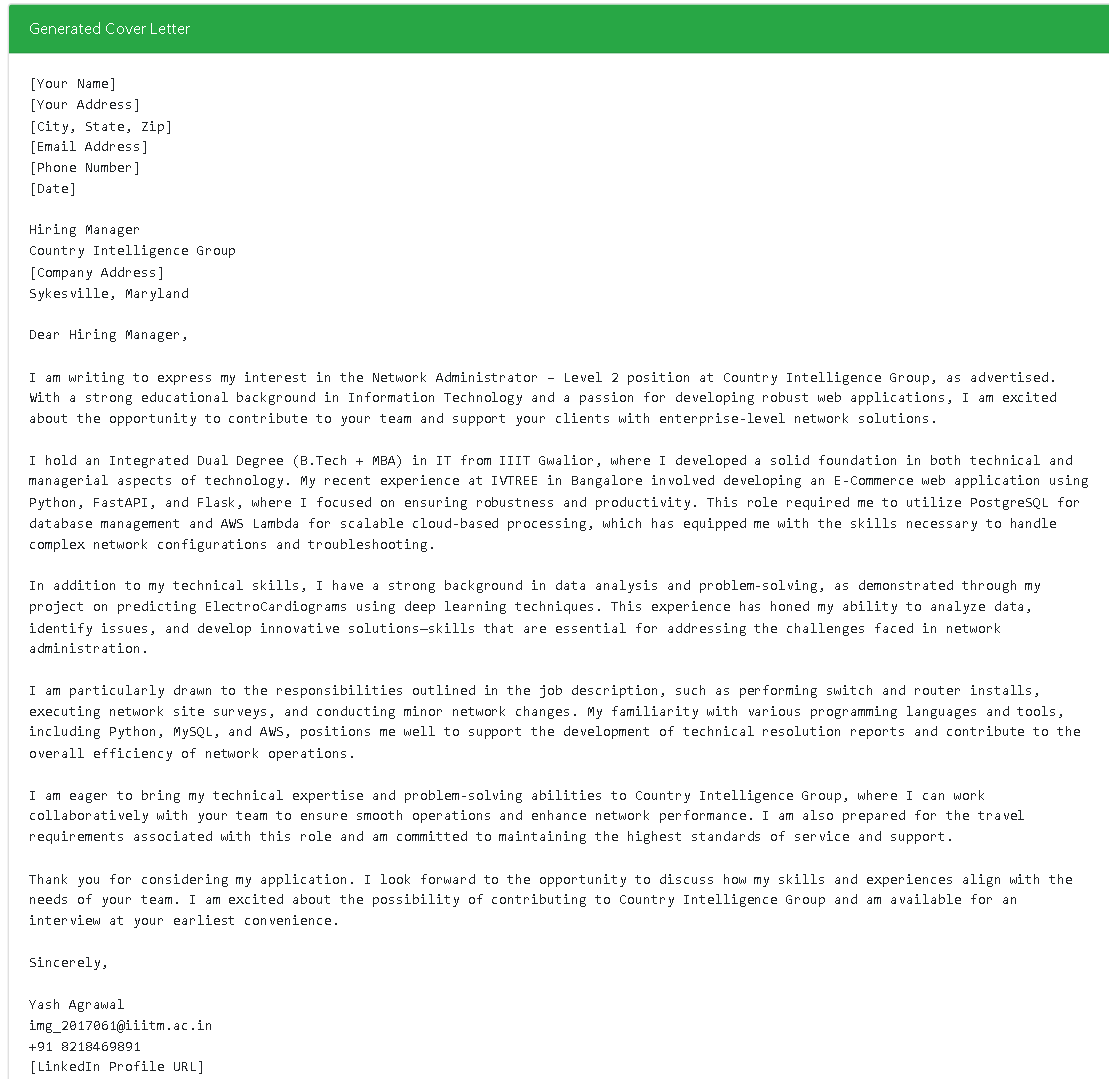 Generated Cover Letter
[Your Name]
[Your Address]
[City, State, Zip]
[Email Address]
[Phone Number]
[Date]
Hiring Manager
Country Intelligence Group
[Company Address]
Sykesville, Maryland
Dear Hiring Manager,
I am writing to express my interest in the Network Administrator – Level 2 position at Country Intelligence Group, as advertised.
With a strong educational background in Information Technology and a passion for developing robust web applications, I am excited
about the opportunity to contribute to your team and support your clients with enterprise-level network solutions.
I hold an Integrated Dual Degree (B.Tech + MBA) in IT from IIIT Gwalior, where I developed a solid foundation in both technical and
managerial aspects of technology. My recent experience at IVTREE in Bangalore involved developing an E-Commerce web application using
Python, FastAPI, and Flask, where I focused on ensuring robustness and productivity. This role required me to utilize PostgreSQL for
database management and AWS Lambda for scalable cloud-based processing, which has equipped me with the skills necessary to handle
complex network configurations and troubleshooting.
In addition to my technical skills, I have a strong background in data analysis and problem-solving, as demonstrated through my
project on predicting ElectroCardiograms using deep learning techniques. This experience has honed my ability to analyze data,
identify issues, and develop innovative solutions—skills that are essential for addressing the challenges faced in network
administration.
I am particularly drawn to the responsibilities outlined in the job description, such as performing switch and router installs,
executing network site surveys, and conducting minor network changes. My familiarity with various programming languages and tools,
including Python, MySQL, and AWS, positions me well to support the development of technical resolution reports and contribute to the
overall efficiency of network operations.
I am eager to bring my technical expertise and problem-solving abilities to Country Intelligence Group, where I can work
collaboratively with your team to ensure smooth operations and enhance network performance. I am also prepared for the travel
requirements associated with this role and am committed to maintaining the highest standards of service and support.
Thank you for considering my application. I look forward to the opportunity to discuss how my skills and experiences align with the
needs of your team. I am excited about the possibility of contributing to Country Intelligence Group and am available for an
interview at your earliest convenience.
Sincerely,
Yash Agrawal
img_2017061@iiitm.ac.in
+91 8218469891
[LinkedIn Profile URL]